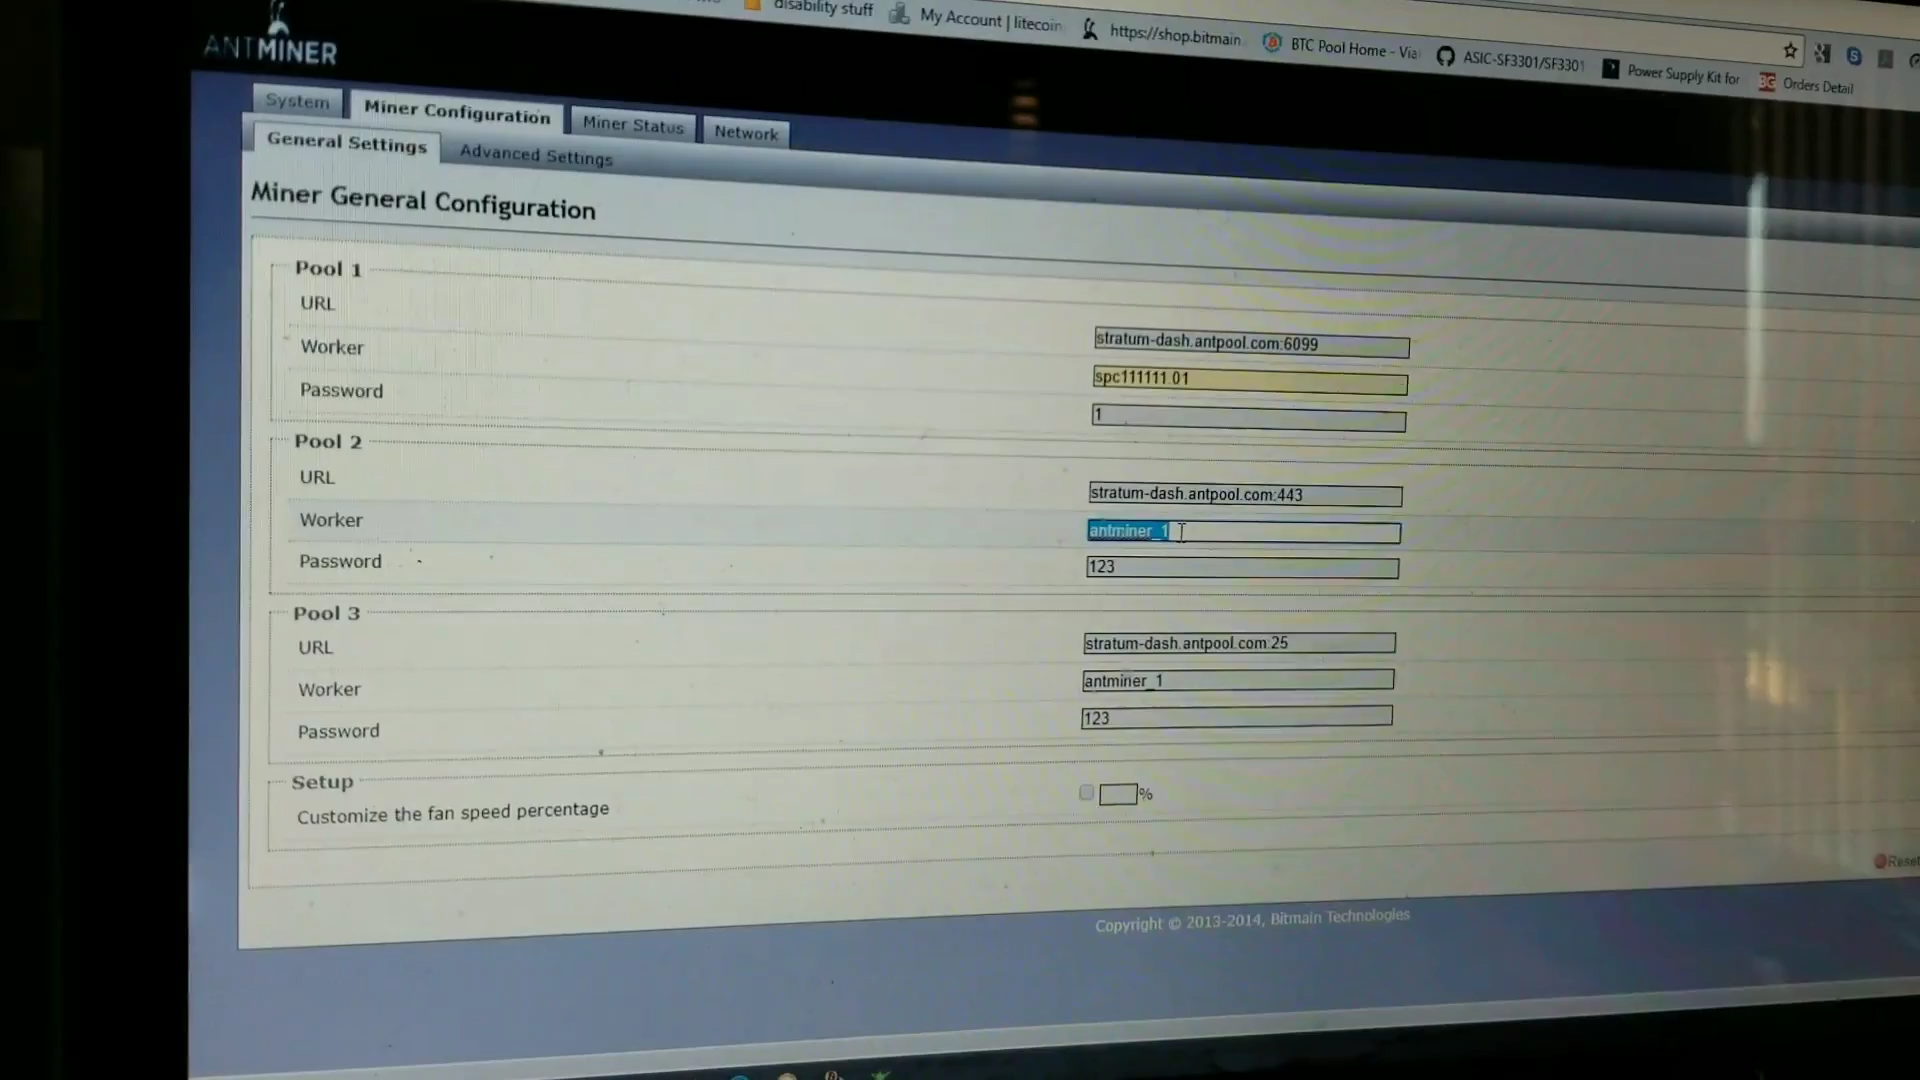 disability stuff
My Account | litecoin
https://shop.bitmain.
BTC Pool Home - Via
ASIC-SF3301/SF3301
Power Supply Kit for
BG Orders Detail
ANTMINER
System
Miner Configuration
Miner Status
Network
General Settings
Advanced Settings
Miner General Configuration
Pool 1
URL
stratum-dash.antpool.com:6099
Worker
spc111111.01
Password
1
Pool 2
URL
stratum-dash.antpool.com:443
Worker
antminer_1
Password
123
Pool 3
URL
stratum-dash.antpool.com:25
Worker
antminer_1
Password
123
Setup
Customize the fan speed percentage
%
Reset
Copyright © 2013-2014, Bitmain Technologies